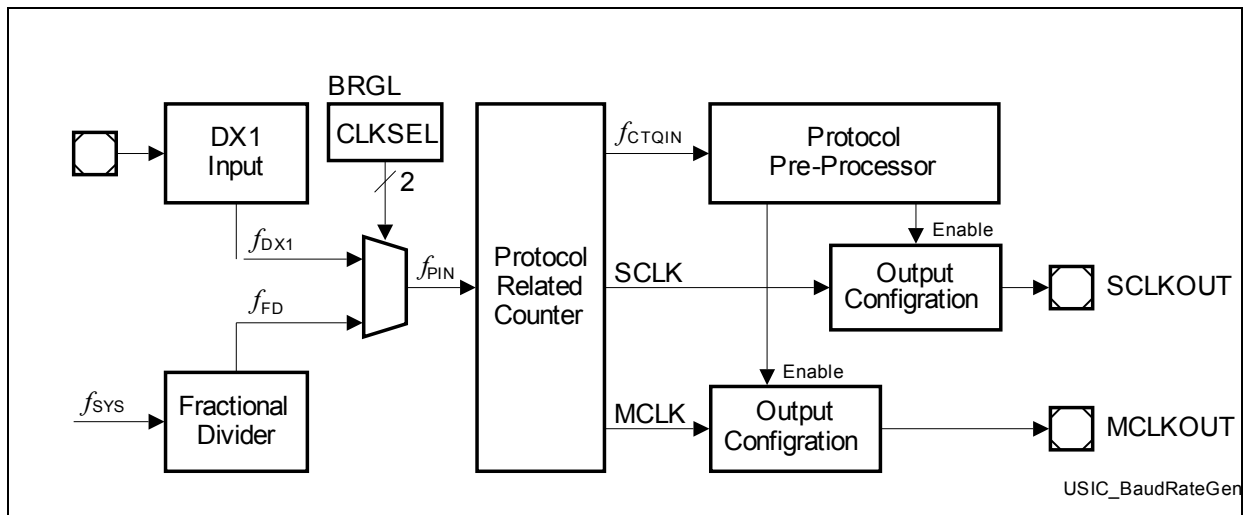 BRGL
CLKSEL
2
DX1
Input
fDX1
fFD
fSYS
Fractional
Divider
fPIN
Protocol
Related
Counter
fCTQIN
SCLK
MCLK
Protocol
Pre-Processor
Enable
Output
Configration
SCLKOUT
Enable
Output
Configration
MCLKOUT
USIC_BaudRateGen